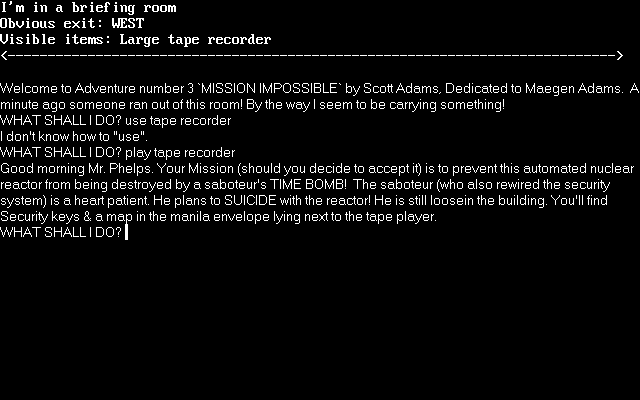 I'm in a briefing room
Obvious exit: WEST
Visible items: Large tape recorder
<---------------------------------------------------------------------------->
Welcome to Adventure number 3 `MISSION IMPOSSIBLE` by Scott Adams, Dedicated to Maegen Adams.  A
minute ago someone ran out of this room! By the way I seem to be carrying something!
WHAT SHALL I DO? use tape recorder
I don't know how to "use".
WHAT SHALL I DO? play tape recorder
Good morning Mr. Phelps. Your Mission (should you decide to accept it) is to prevent this automated nuclear
reactor from being destroyed by a saboteur's TIME BOMB!  The saboteur (who also rewired the security
system) is a heart patient. He plans to SUICIDE with the reactor! He is still loosein the building. You'll find
Security keys & a map in the manila envelope lying next to the tape player.
WHAT SHALL I DO?